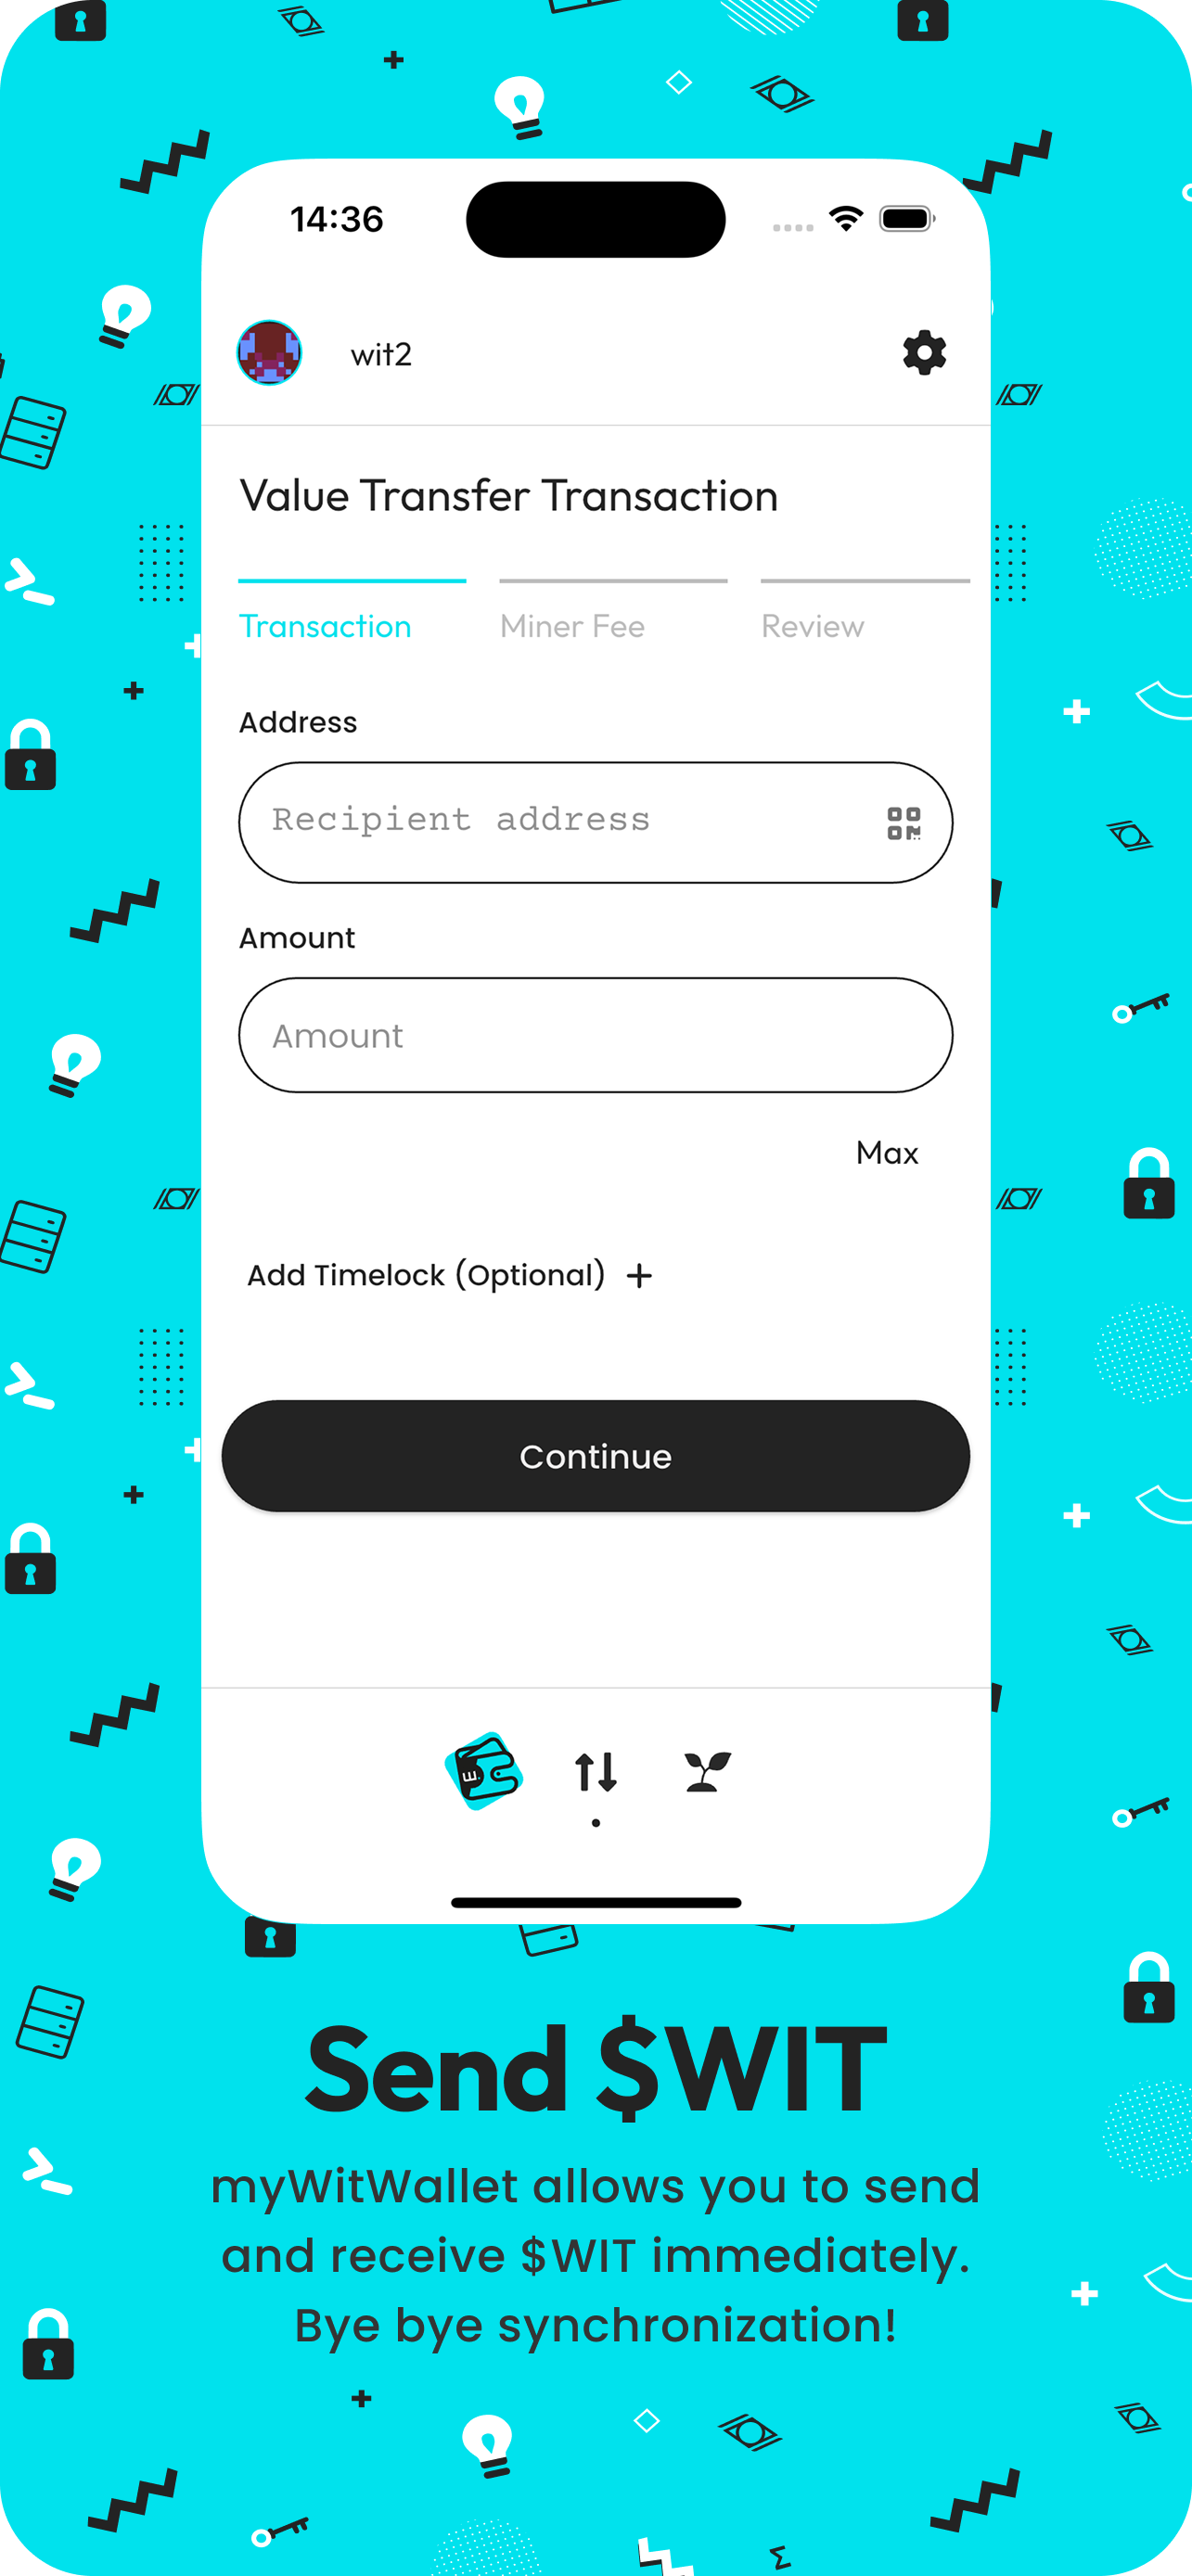 14:36
wit2
Value Transfer Transaction
Transaction
Miner Fee
Review
Address
Recipient address
Amount
Amount
Max
Add Timelock (Optional) +
Continue
Send $WIT
myWitWallet allows you to send
and receive $WIT immediately.
Bye bye synchronization!